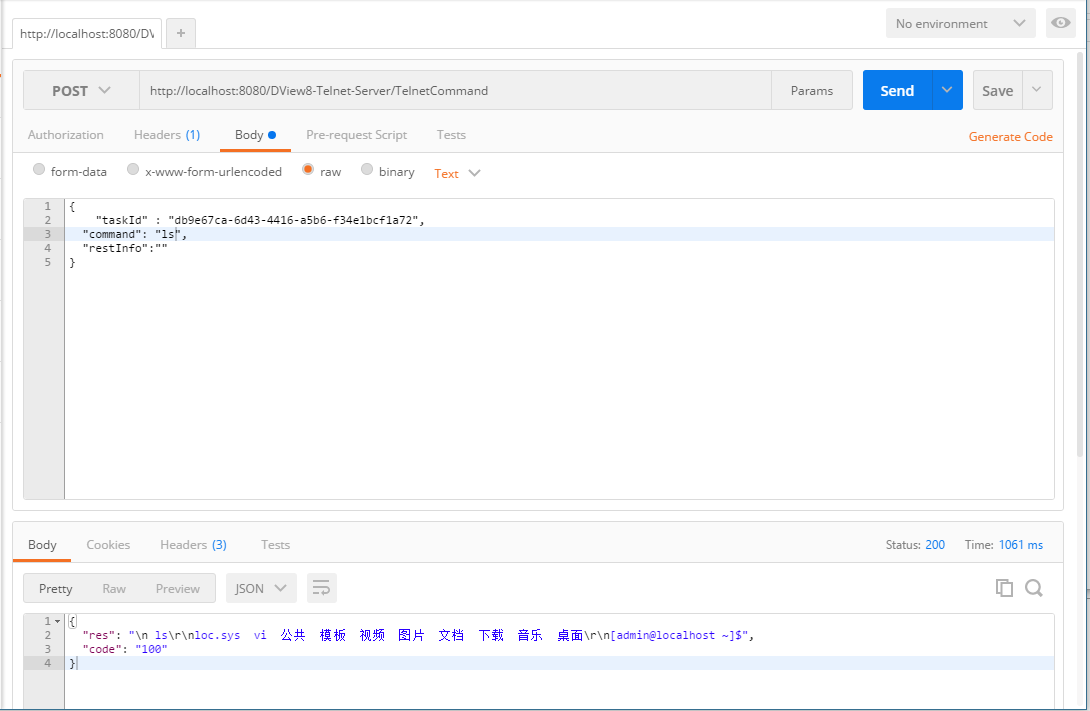 http://localhost:8080/DV
+
No environment
POST
http://localhost:8080/DView8-Telnet-Server/TelnetCommand
Params
Send
Save
Authorization
Headers (1)
Body
Pre-request Script
Tests
Generate Code
form-data
x-www-form-urlencoded
raw
binary
Text
1 {
2 "taskId" : "db9e67ca-6d43-4416-a5b6-f34e1bcf1a72",
3 "command": "ls",
4 "restInfo":""
5 }
Body
Cookies
Headers (3)
Tests
Status: 200
Time: 1061 ms
Pretty
Raw
Preview
JSON
1 {
2 "res": "\n ls\r\nloc.sys  vi  公共  模板  视频  图片  文档  下载  音乐  桌面\r\n[admin@localhost ~]$",
3 "code": "100"
4 }